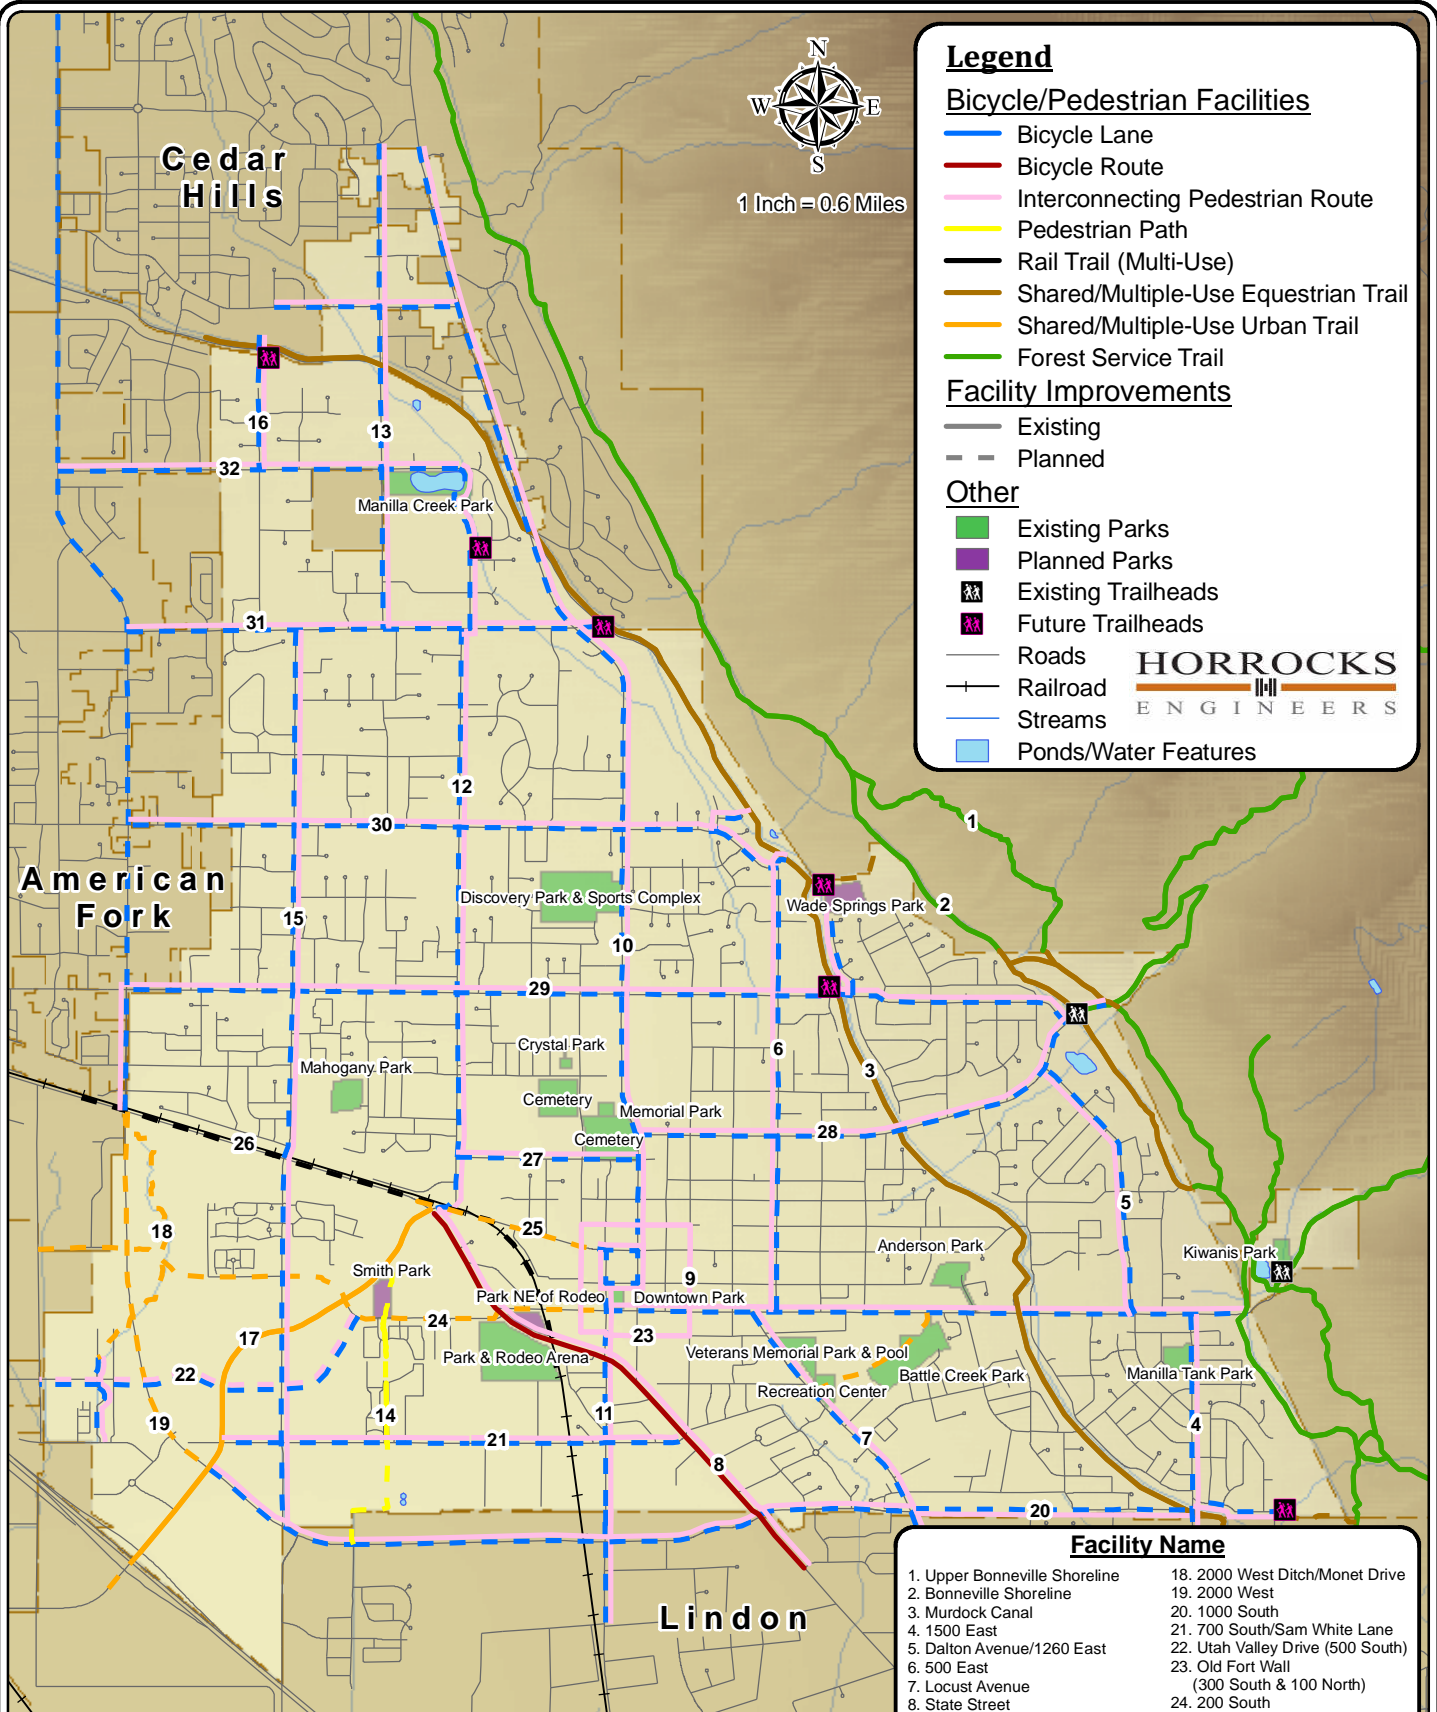 Cedar
Hills
N
W
E
S
1 Inch = 0.6 Miles
Legend
Bicycle/Pedestrian Facilities
Bicycle Lane
Bicycle Route
Interconnecting Pedestrian Route
Pedestrian Path
Rail Trail (Multi-Use)
Shared/Multiple-Use Equestrian Trail
Shared/Multiple-Use Urban Trail
Forest Service Trail
Facility Improvements
Existing
Planned
Other
Existing Parks
Planned Parks
Existing Trailheads
Future Trailheads
Roads
Railroad
Streams
Ponds/Water Features
HORROCKS
ENGINEERS
16
13
32
Manilla Creek Park
31
12
30
1
American
Fork
Discovery Park & Sports Complex
Wade Springs Park
2
15
10
29
Crystal Park
6
3
Mahogany Park
Cemetery
Memorial Park
26
Cemetery
28
27
5
18
25
Anderson Park
Kiwanis Park
Smith Park
9
Park NE of Rodeo
Downtown Park
24
23
17
Park & Rodeo Arena
Veterans Memorial Park & Pool
22
Battle Creek Park
Manilla Tank Park
Recreation Center
19
14
11
4
21
7
8
20
Lindon
Facility Name
1. Upper Bonneville Shoreline
2. Bonneville Shoreline
3. Murdock Canal
4. 1500 East
5. Dalton Avenue/1260 East
6. 500 East
7. Locust Avenue
8. State Street
18. 2000 West Ditch/Monet Drive
19. 2000 West
20. 1000 South
21. 700 South/Sam White Lane
22. Utah Valley Drive (500 South)
23. Old Fort Wall
(300 South & 100 North)
24. 200 South